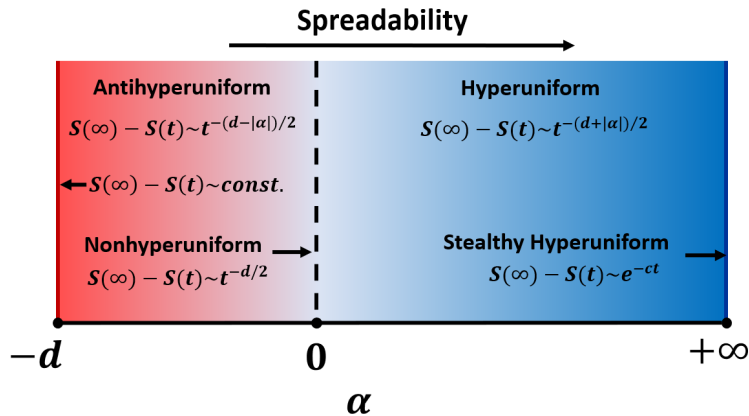 Spreadability
Antihyperuniform
S(∞) − S(t)~t^{−(d−|α|)/2}
S(∞) − S(t)~const.
Nonhyperuniform
S(∞) − S(t)~t^{−d/2}
Hyperuniform
S(∞) − S(t)~t^{−(d+|α|)/2}
Stealthy Hyperuniform
S(∞) − S(t)~e^{−ct}
−d
0
+∞
α